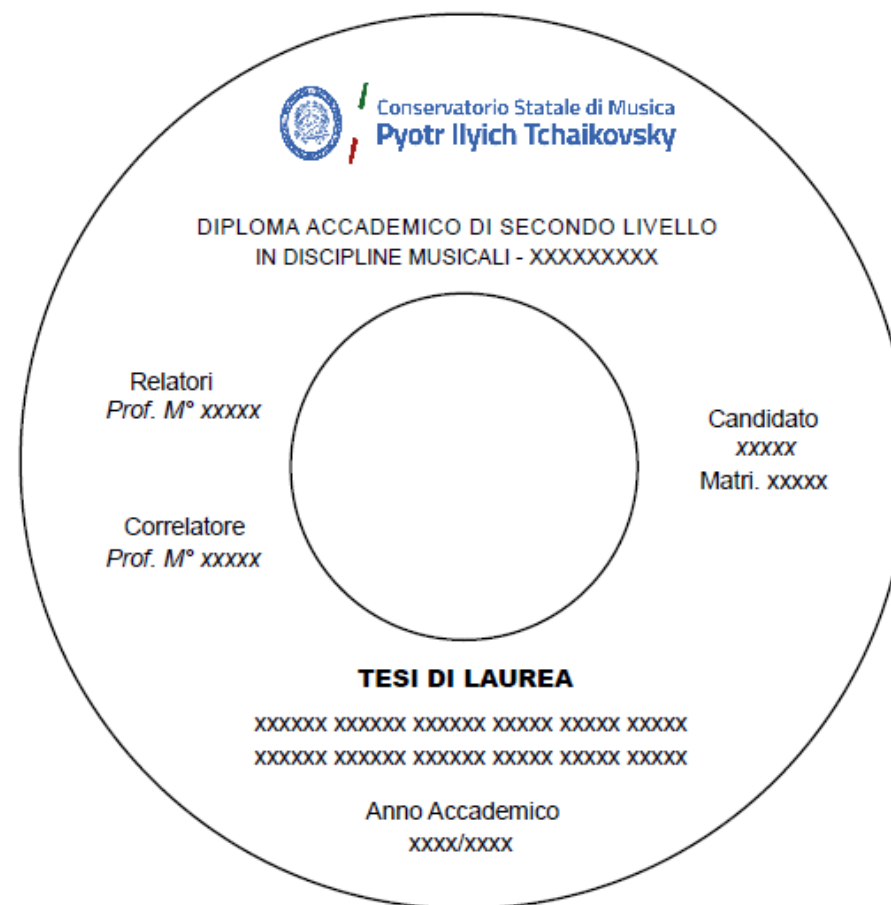 Conservatorio Statale di Musica
Pyotr Ilyich Tchaikovsky
DIPLOMA ACCADEMICO DI SECONDO LIVELLO
IN DISCIPLINE MUSICALI - XXXXXXXXX
Relatori
Prof. M° xxxxx
Correlatore
Prof. M° xxxxx
Candidato
xxxxx
Matri. xxxxx
TESI DI LAUREA
xxxxxx xxxxxx xxxxxx xxxxx xxxxx xxxxx
xxxxxx xxxxxx xxxxxx xxxxx xxxxx xxxxx
Anno Accademico
xxxx/xxxx